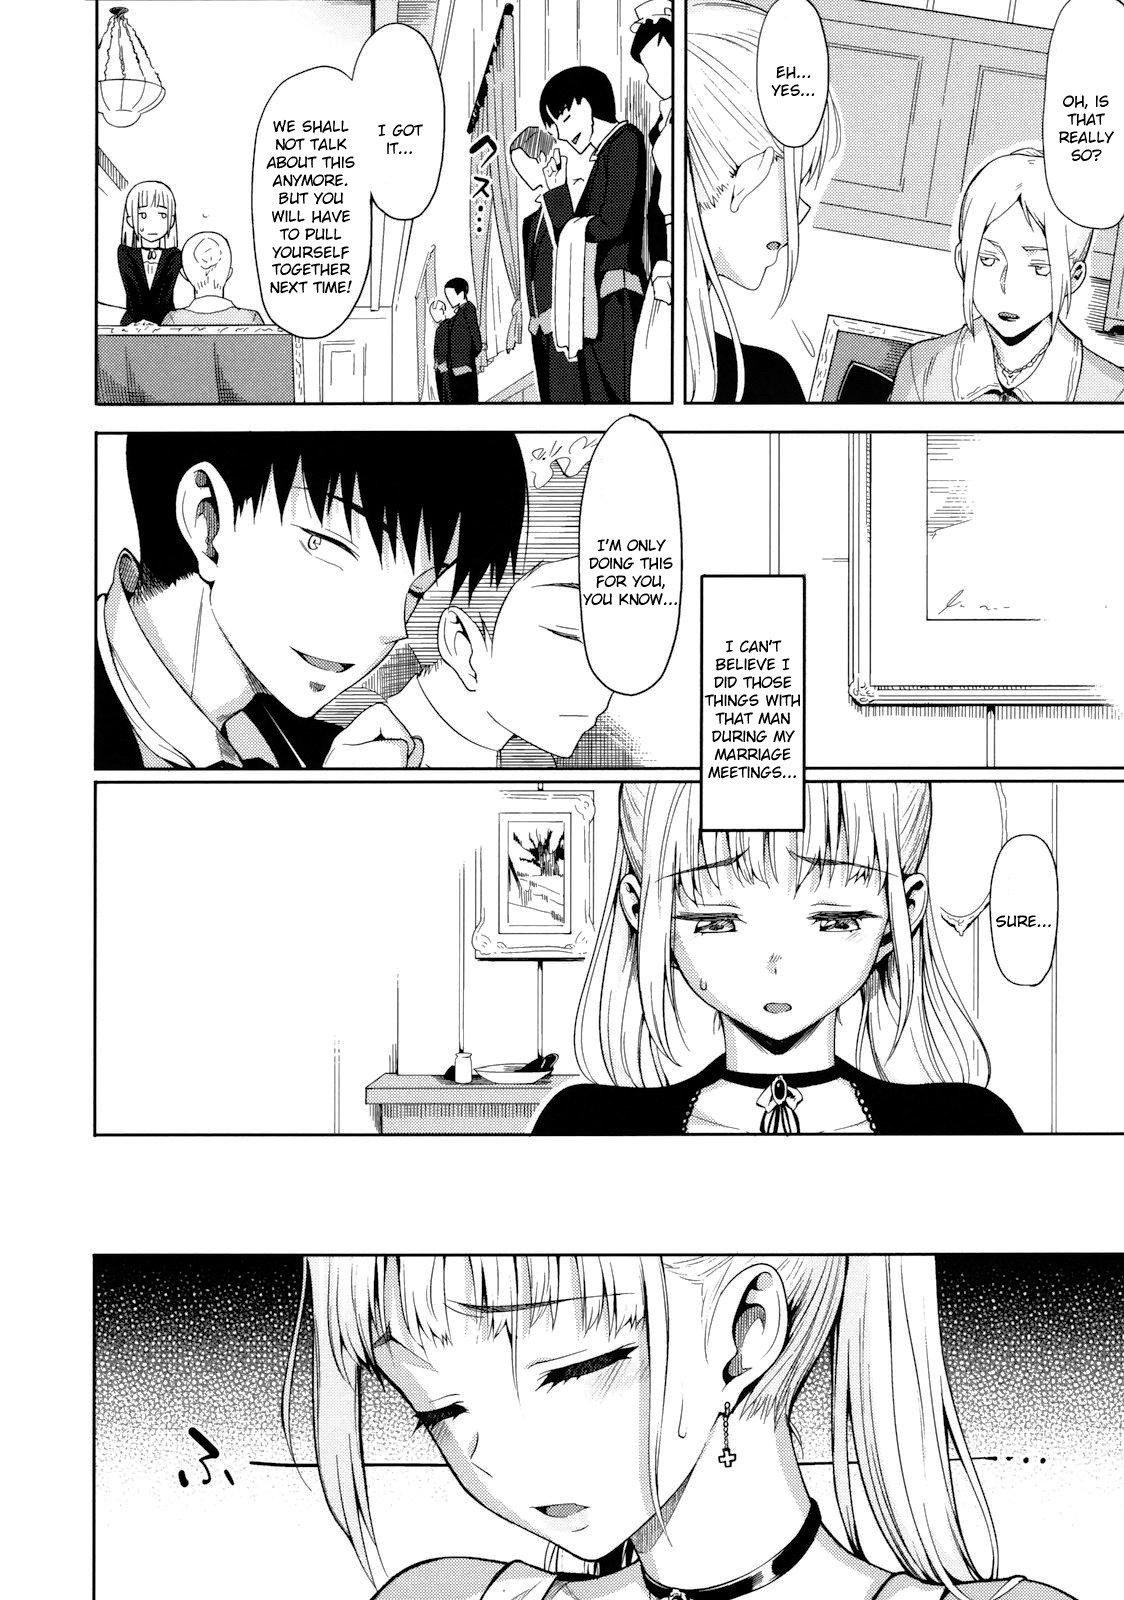 OH, IS
THAT
REALLY
SO?
EH...
YES...
クス...
I GOT
IT...
WE SHALL
NOT TALK
ABOUT THIS
ANYMORE.
BUT YOU
WILL HAVE
TO PULL
YOURSELF
TOGETHER
NEXT TIME!
I'M ONLY
DOING THIS
FOR YOU,
YOU KNOW...
I CAN'T
BELIEVE I
DID THOSE
THINGS WITH
THAT MAN
DURING MY
MARRIAGE
MEETINGS...
SURE...
ふ――....